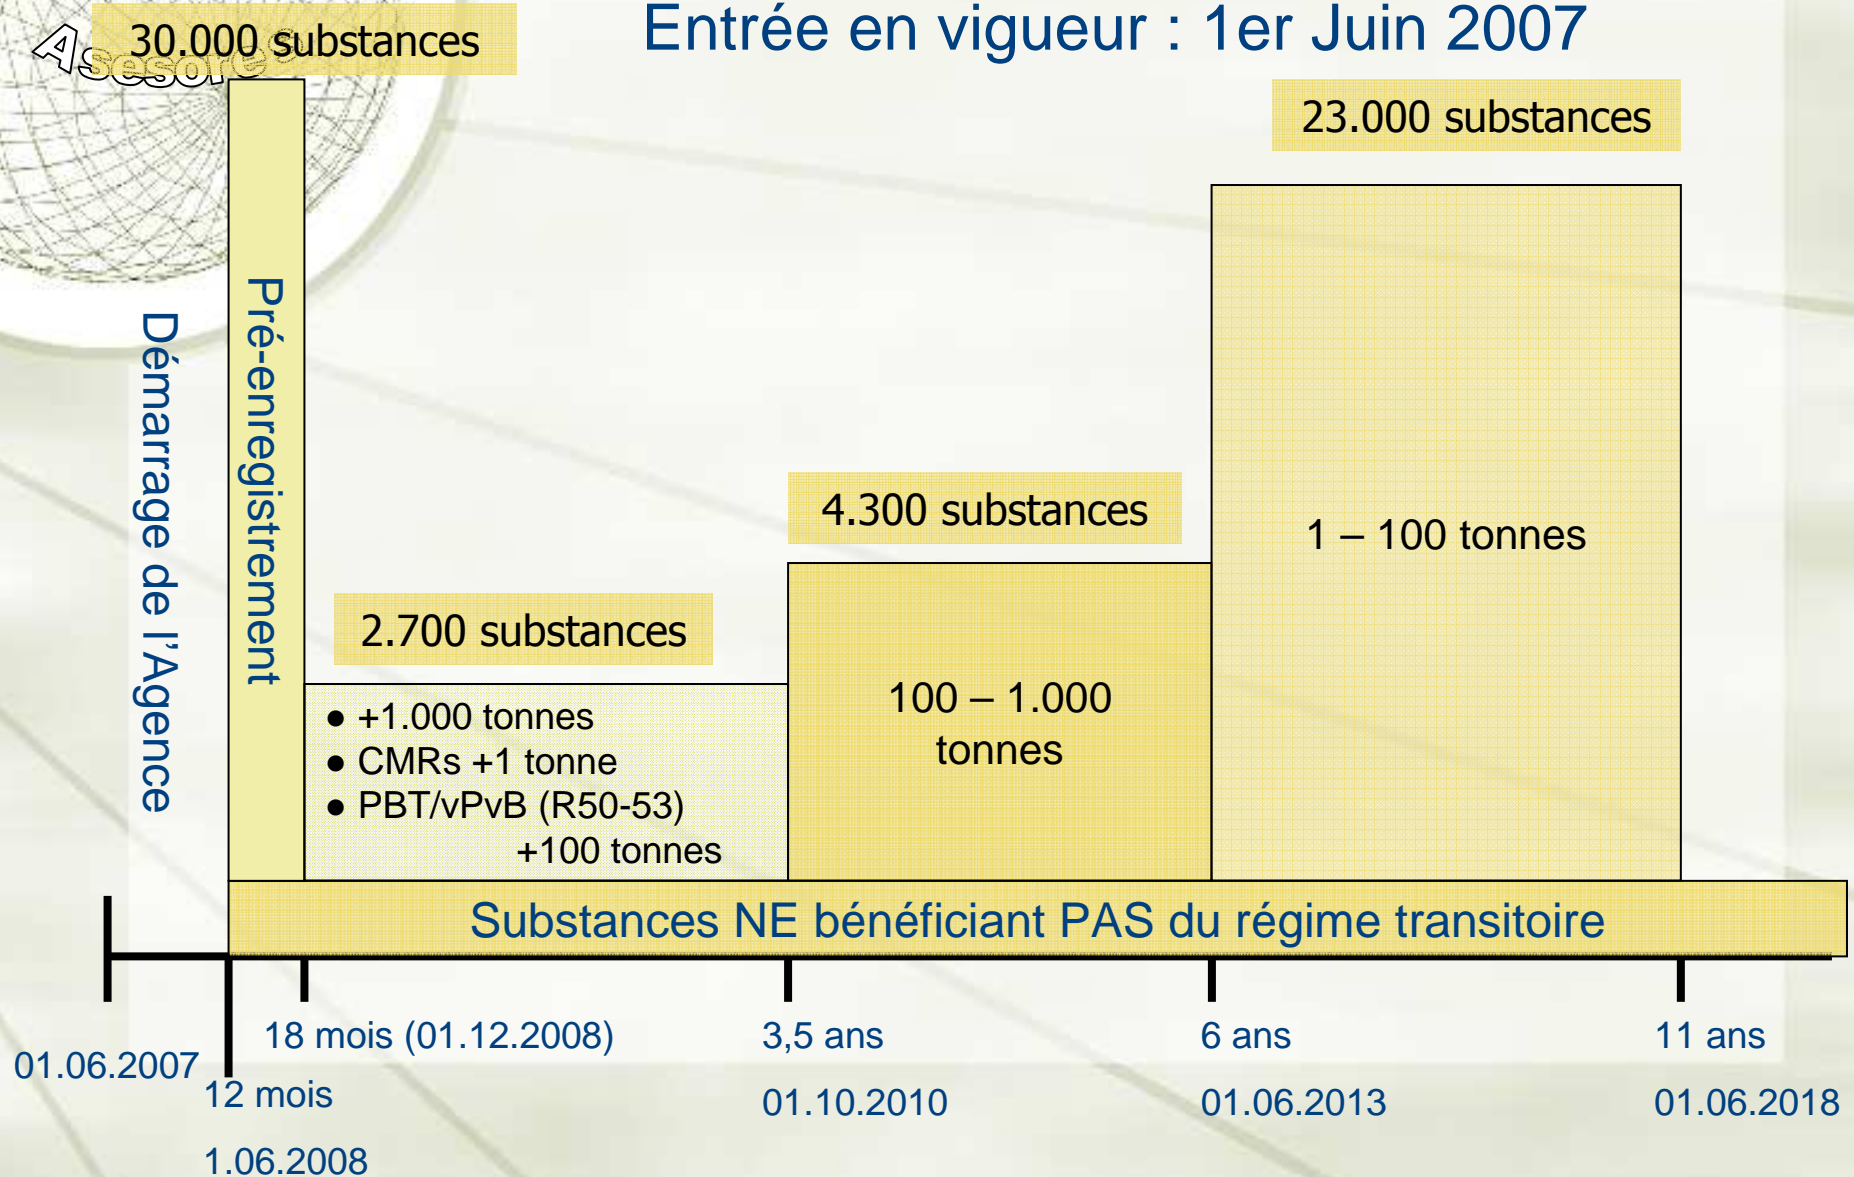 Asesores
30.000 substances
Entrée en vigueur : 1er Juin 2007
23.000 substances
Démarrage de l’Agence
Pré-enregistrement
4.300 substances
1 – 100 tonnes
2.700 substances
● +1.000 tonnes
● CMRs +1 tonne
● PBT/vPvB (R50-53)
+100 tonnes
100 – 1.000
tonnes
Substances NE bénéficiant PAS du régime transitoire
01.06.2007
12 mois
1.06.2008
18 mois (01.12.2008)
3,5 ans
01.10.2010
6 ans
01.06.2013
11 ans
01.06.2018